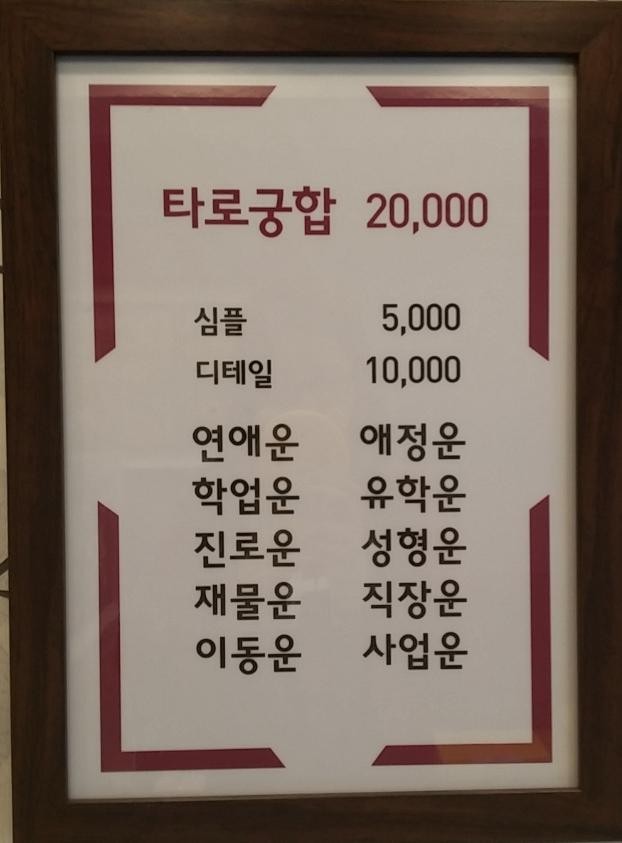 타로궁합 20,000
심플 5,000
디테일 10,000
연애운 애정운
학업운 유학운
진로운 성형운
재물운 직장운
이동운 사업운